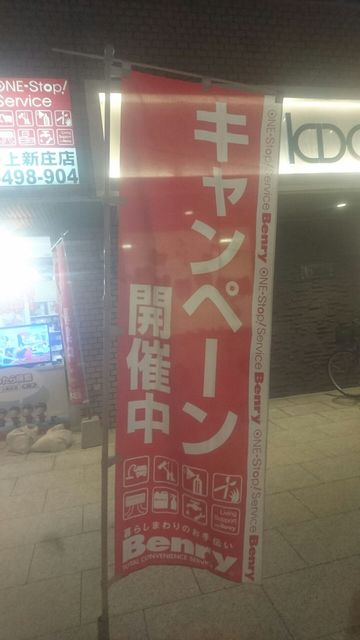 ONE-Stop!
Service
上新庄店
498-904
キャンペーン
開催中
暮らしまわりのお手伝い
Benry
TOTAL CONVENIENCE SERVICE
Living
Support
ONE-Stop!Service Benry ONE-Stop!Service Benry ONE-Stop!Service Benry